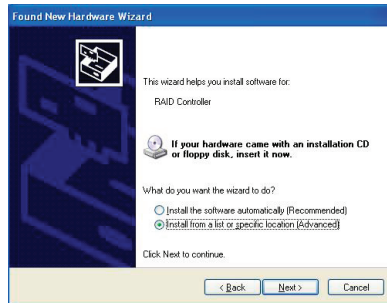 Found New Hardware Wizard
This wizard helps you install software for:
RAID Controller
If your hardware came with an installation CD
or floppy disk, insert it now.
What do you want the wizard to do?
Install the software automatically (Recommended)
Install from a list or specific location (Advanced)
Click Next to continue.
< Back
Next >
Cancel